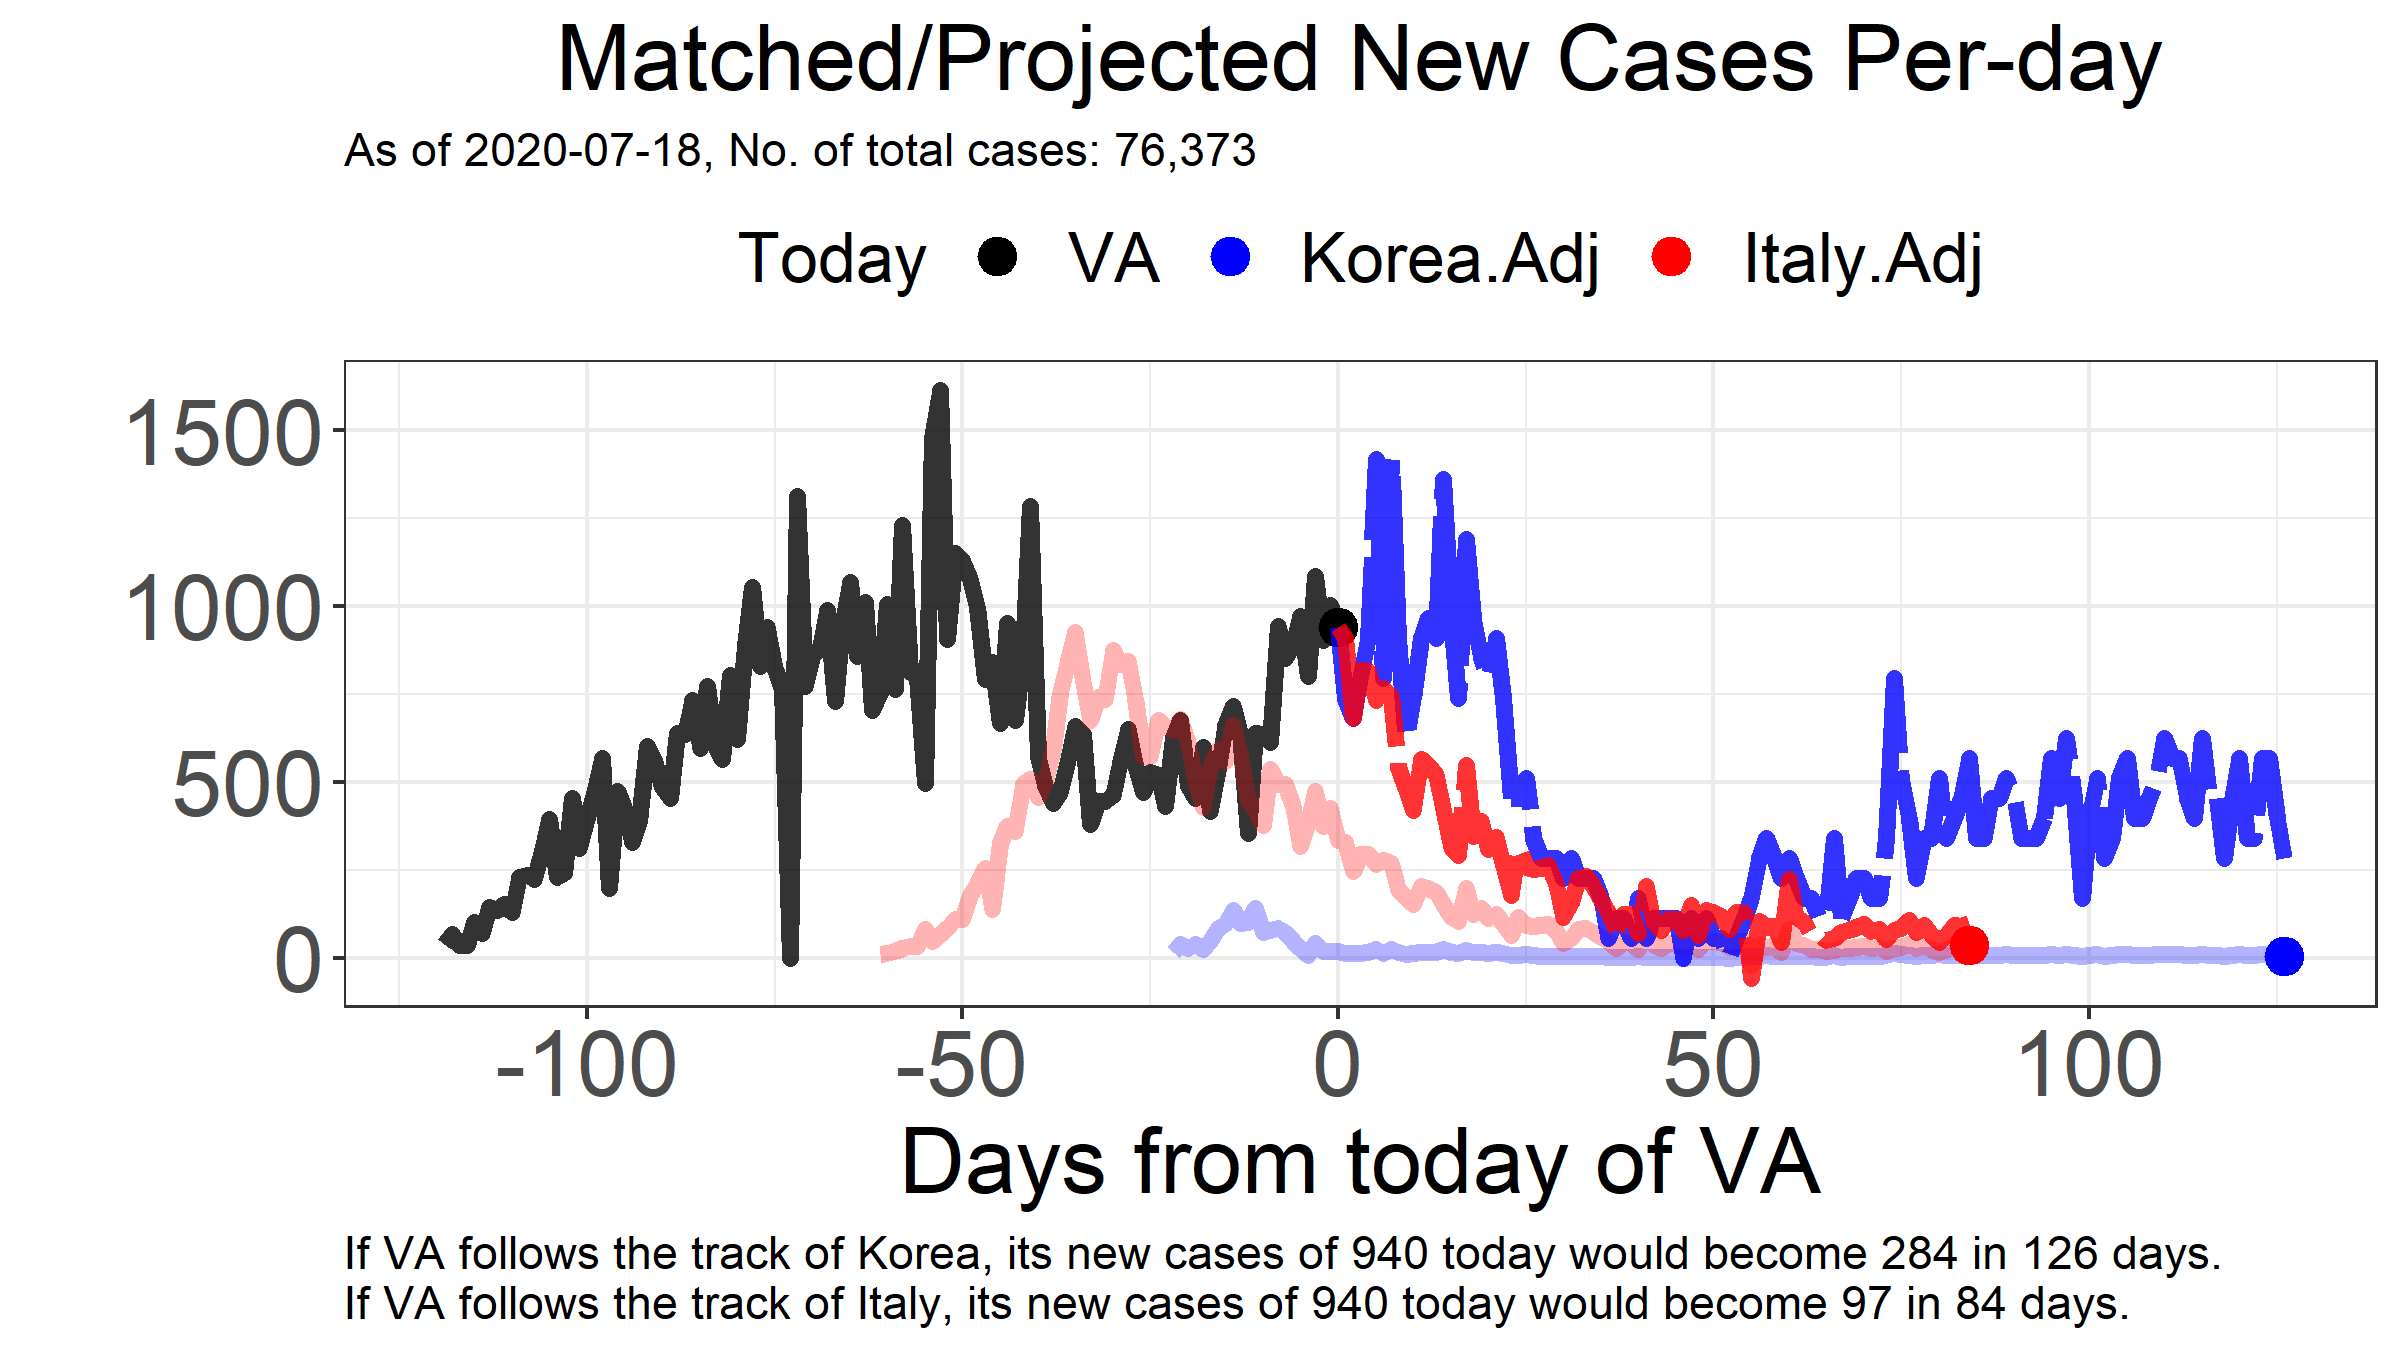 Matched/Projected New Cases Per-day
As of 2020-07-18, No. of total cases: 76,373
Today VA Korea.Adj Italy.Adj
1500
1000
500
0
-100 -50 0 50 100
Days from today of VA
If VA follows the track of Korea, its new cases of 940 today would become 284 in 126 days.
If VA follows the track of Italy, its new cases of 940 today would become 97 in 84 days.